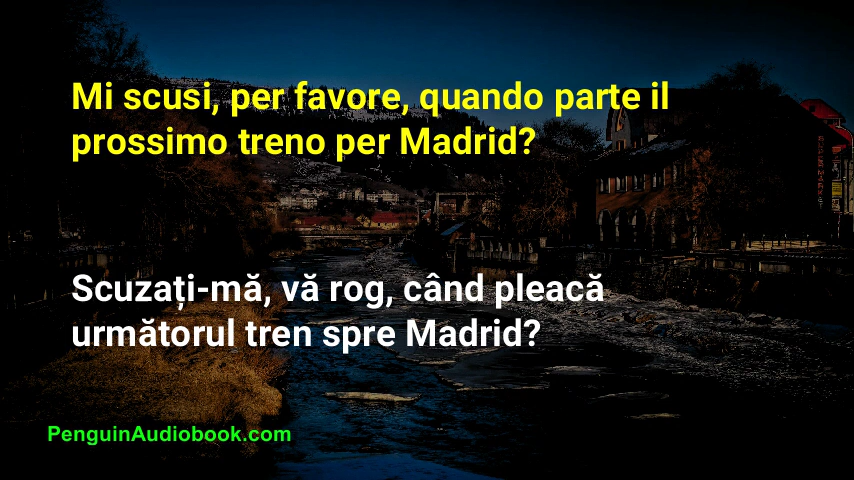 Mi scusi, per favore, quando parte il
prossimo treno per Madrid?
Scuzați-mă, vă rog, când pleacă
următorul tren spre Madrid?
PenguinAudiobook.com